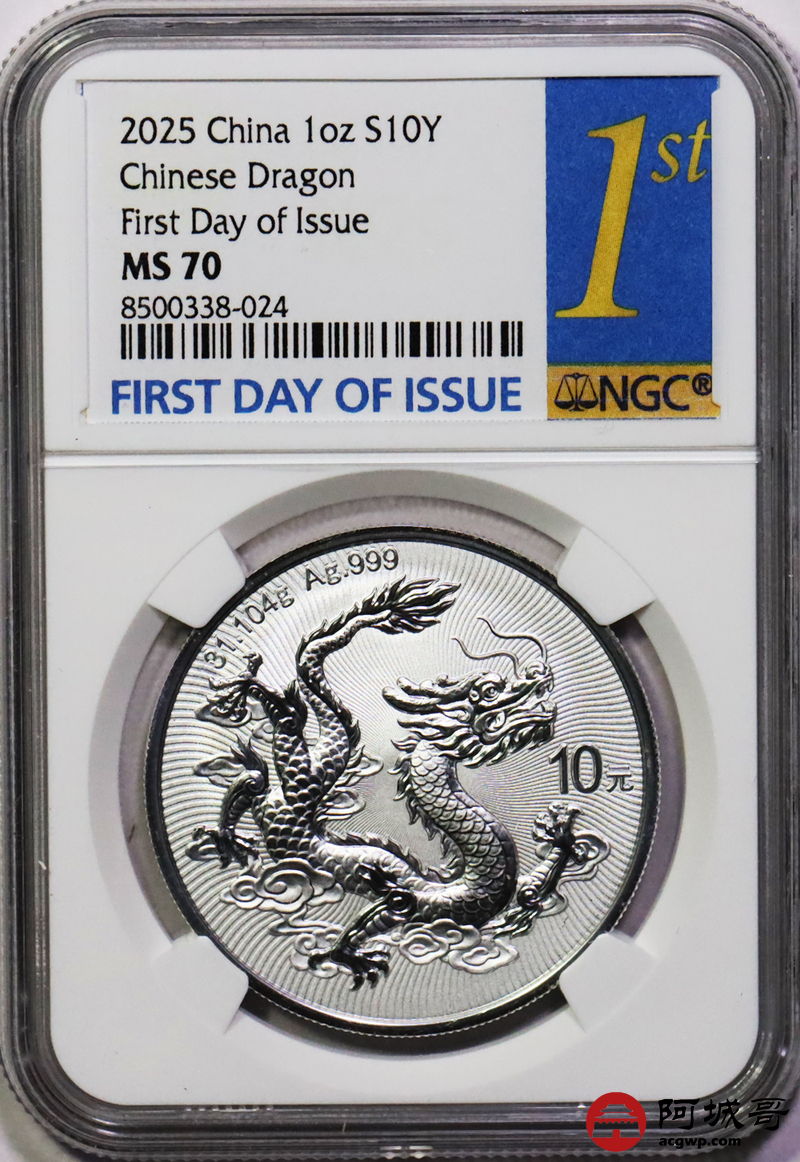 2025 China 1oz S10Y
Chinese Dragon
First Day of Issue
MS 70
8500338-024
FIRST DAY OF ISSUE
1st
NGC®
31.104g Ag.999
10元
阿城哥
acgwp.com